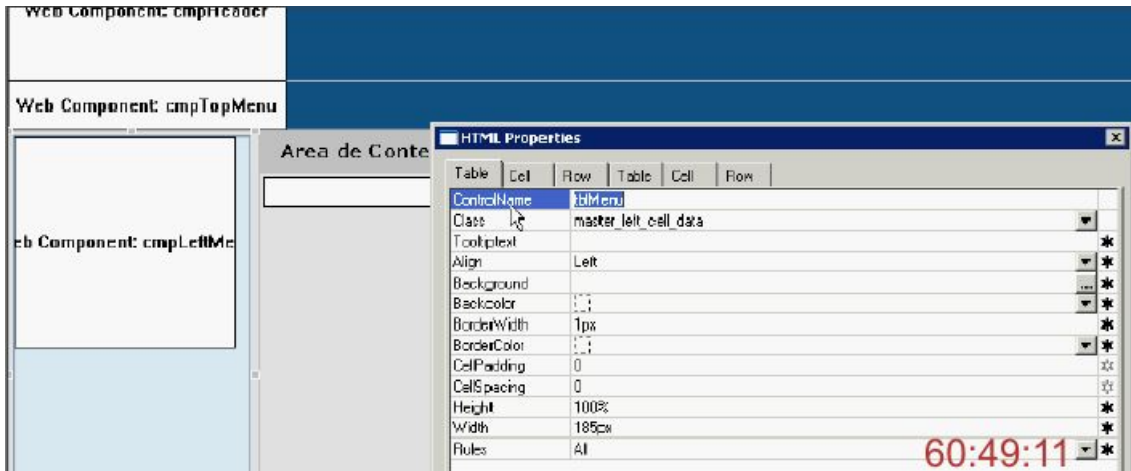 Web Component: cmpHeader
Web Component: cmpTopMenu
Area de Conte
eb Component: cmpLeftMe
HTML Properties
Table Cell Row Table Cell Row
ControlName tblMenu
Class master_left_cell_data
Tooltiptext
Align Left
Background ...
Backcolor
BorderWidth 1px
BorderColor
CellPadding 0
CellSpacing 0
Height 100%
Width 185px
Rules All
60:49:11